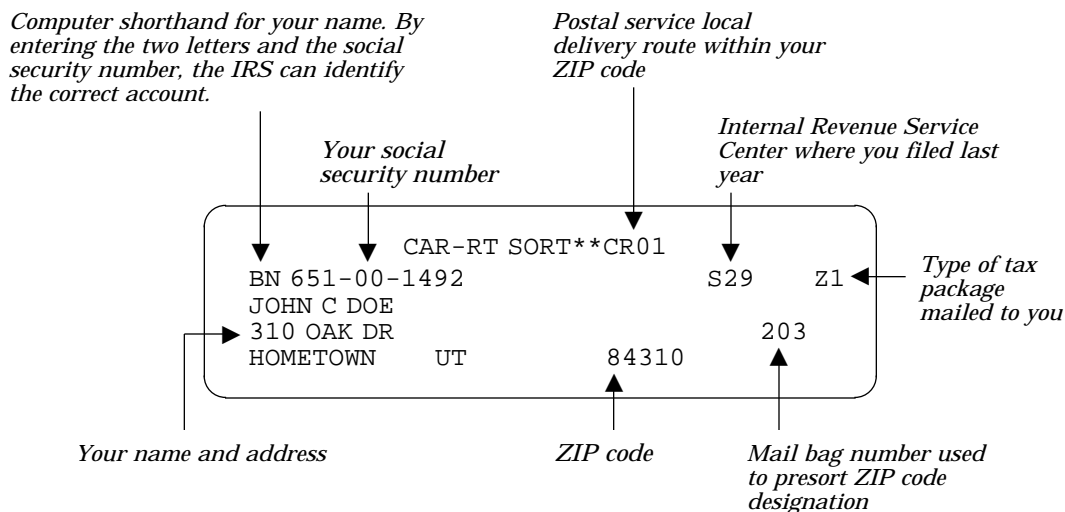 Computer shorthand for your name. By
entering the two letters and the social
security number, the IRS can identify
the correct account.
Postal service local
delivery route within your
ZIP code
Your social
security number
Internal Revenue Service
Center where you filed last
year
CAR-RT SORT**CR01
BN 651-00-1492 S29 Z1
JOHN C DOE
310 OAK DR 203
HOMETOWN UT 84310
Type of tax
package
mailed to you
Your name and address
ZIP code
Mail bag number used
to presort ZIP code
designation